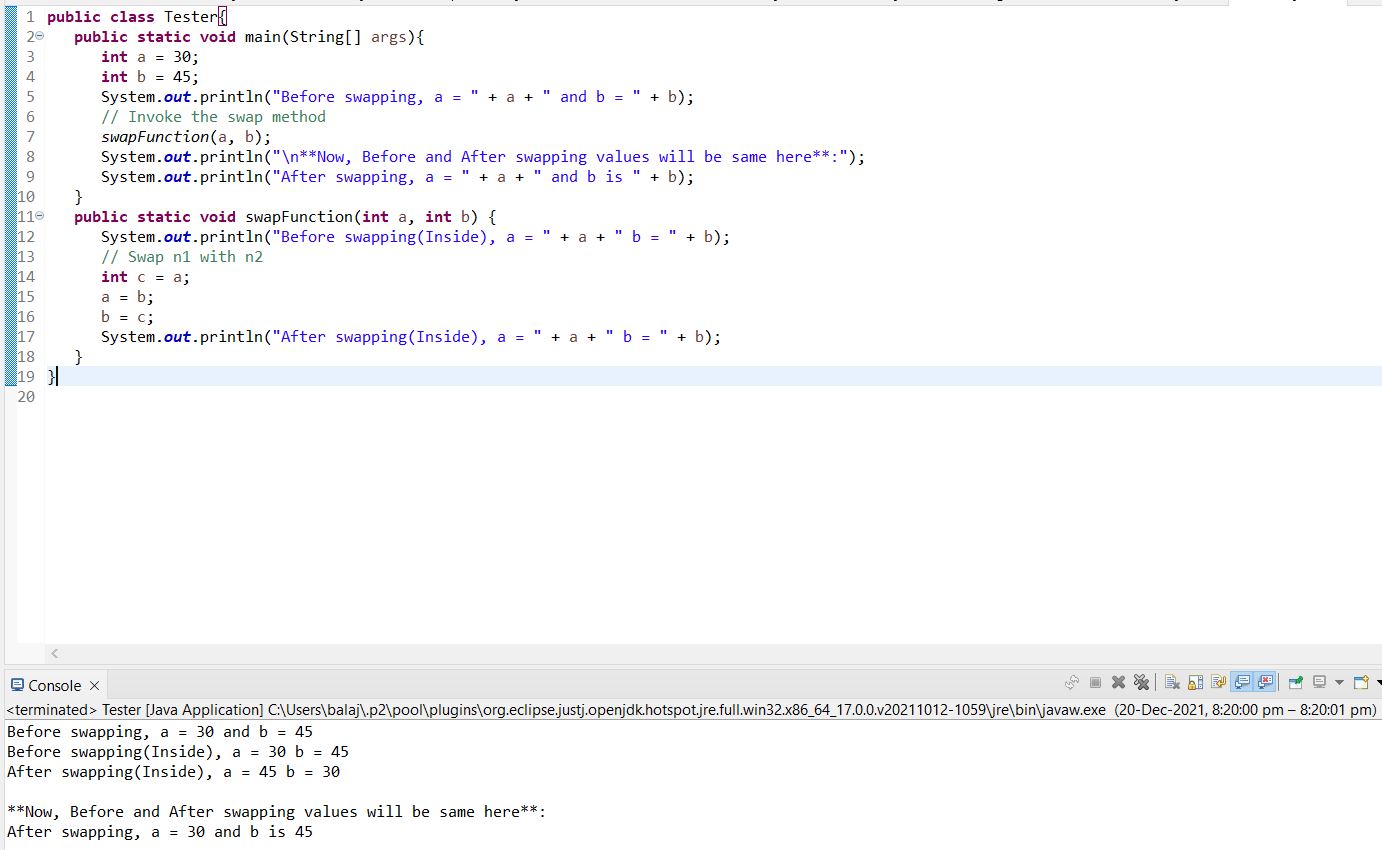 1 public class Tester{
2 public static void main(String[] args){
3 int a = 30;
4 int b = 45;
5 System.out.println("Before swapping, a = " + a + " and b = " + b);
6 // Invoke the swap method
7 swapFunction(a, b);
8 System.out.println("\n**Now, Before and After swapping values will be same here**:");
9 System.out.println("After swapping, a = " + a + " and b is " + b);
10 }
11 public static void swapFunction(int a, int b) {
12 System.out.println("Before swapping(Inside), a = " + a + " b = " + b);
13 // Swap n1 with n2
14 int c = a;
15 a = b;
16 b = c;
17 System.out.println("After swapping(Inside), a = " + a + " b = " + b);
18 }
19 }
20
Console
<terminated> Tester [Java Application] C:\Users\balaj\.p2\pool\plugins\org.eclipse.justj.openjdk.hotspot.jre.full.win32.x86_64_17.0.0.v20211012-1059\jre\bin\javaw.exe (20-Dec-2021, 8:20:00 pm – 8:20:01 pm)
Before swapping, a = 30 and b = 45
Before swapping(Inside), a = 30 b = 45
After swapping(Inside), a = 45 b = 30

**Now, Before and After swapping values will be same here**:
After swapping, a = 30 and b is 45